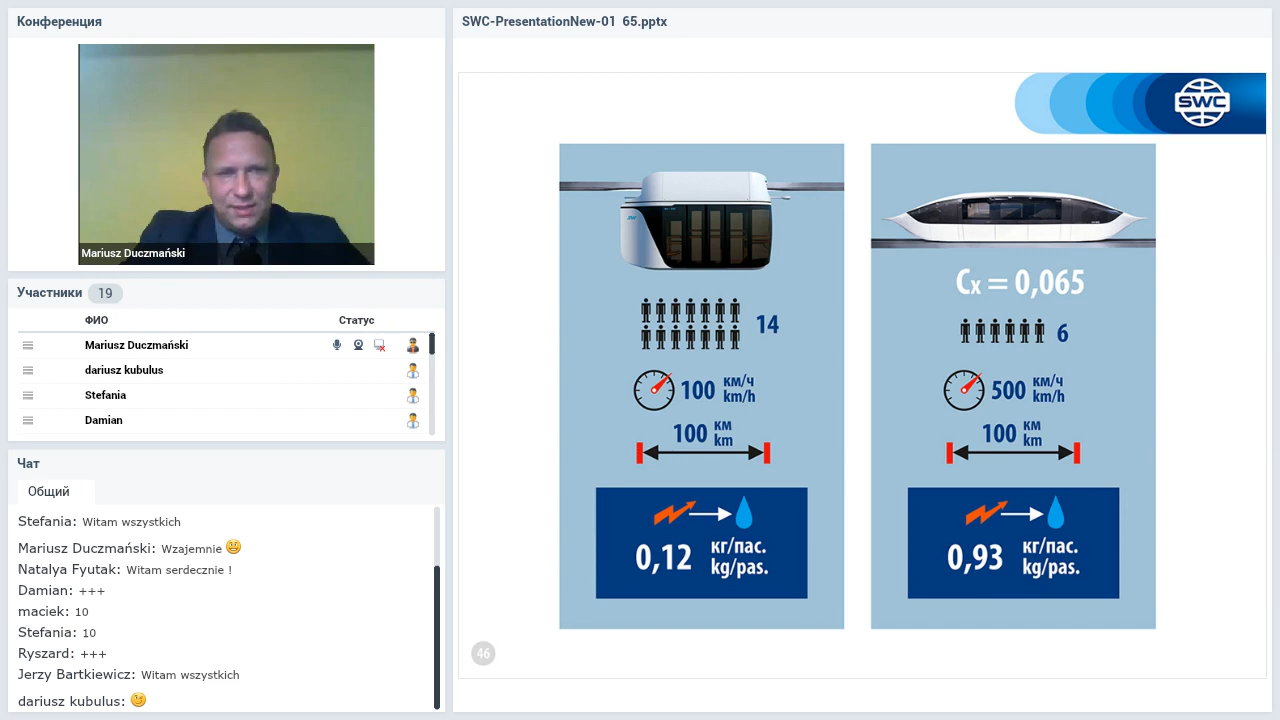 Конференция
Mariusz Duczmański
Участники 19
ФИО Статус
Mariusz Duczmański
dariusz kubulus
Stefania
Damian
Чат
Общий
Stefania: Witam wszystkich
Mariusz Duczmański: Wzajemnie
Natalya Fyutak: Witam serdecznie !
Damian: +++
maciek: 10
Stefania: 10
Ryszard: +++
Jerzy Bartkiewicz: Witam wszystkich
dariusz kubulus:
SWC-PresentationNew-01 65.pptx
SWC
14
100 км/ч
km/h
100 км
km
0,12 кг/пас.
kg/pas.
Cx = 0,065
6
500 км/ч
km/h
100 км
km
0,93 кг/пас.
kg/pas.
46